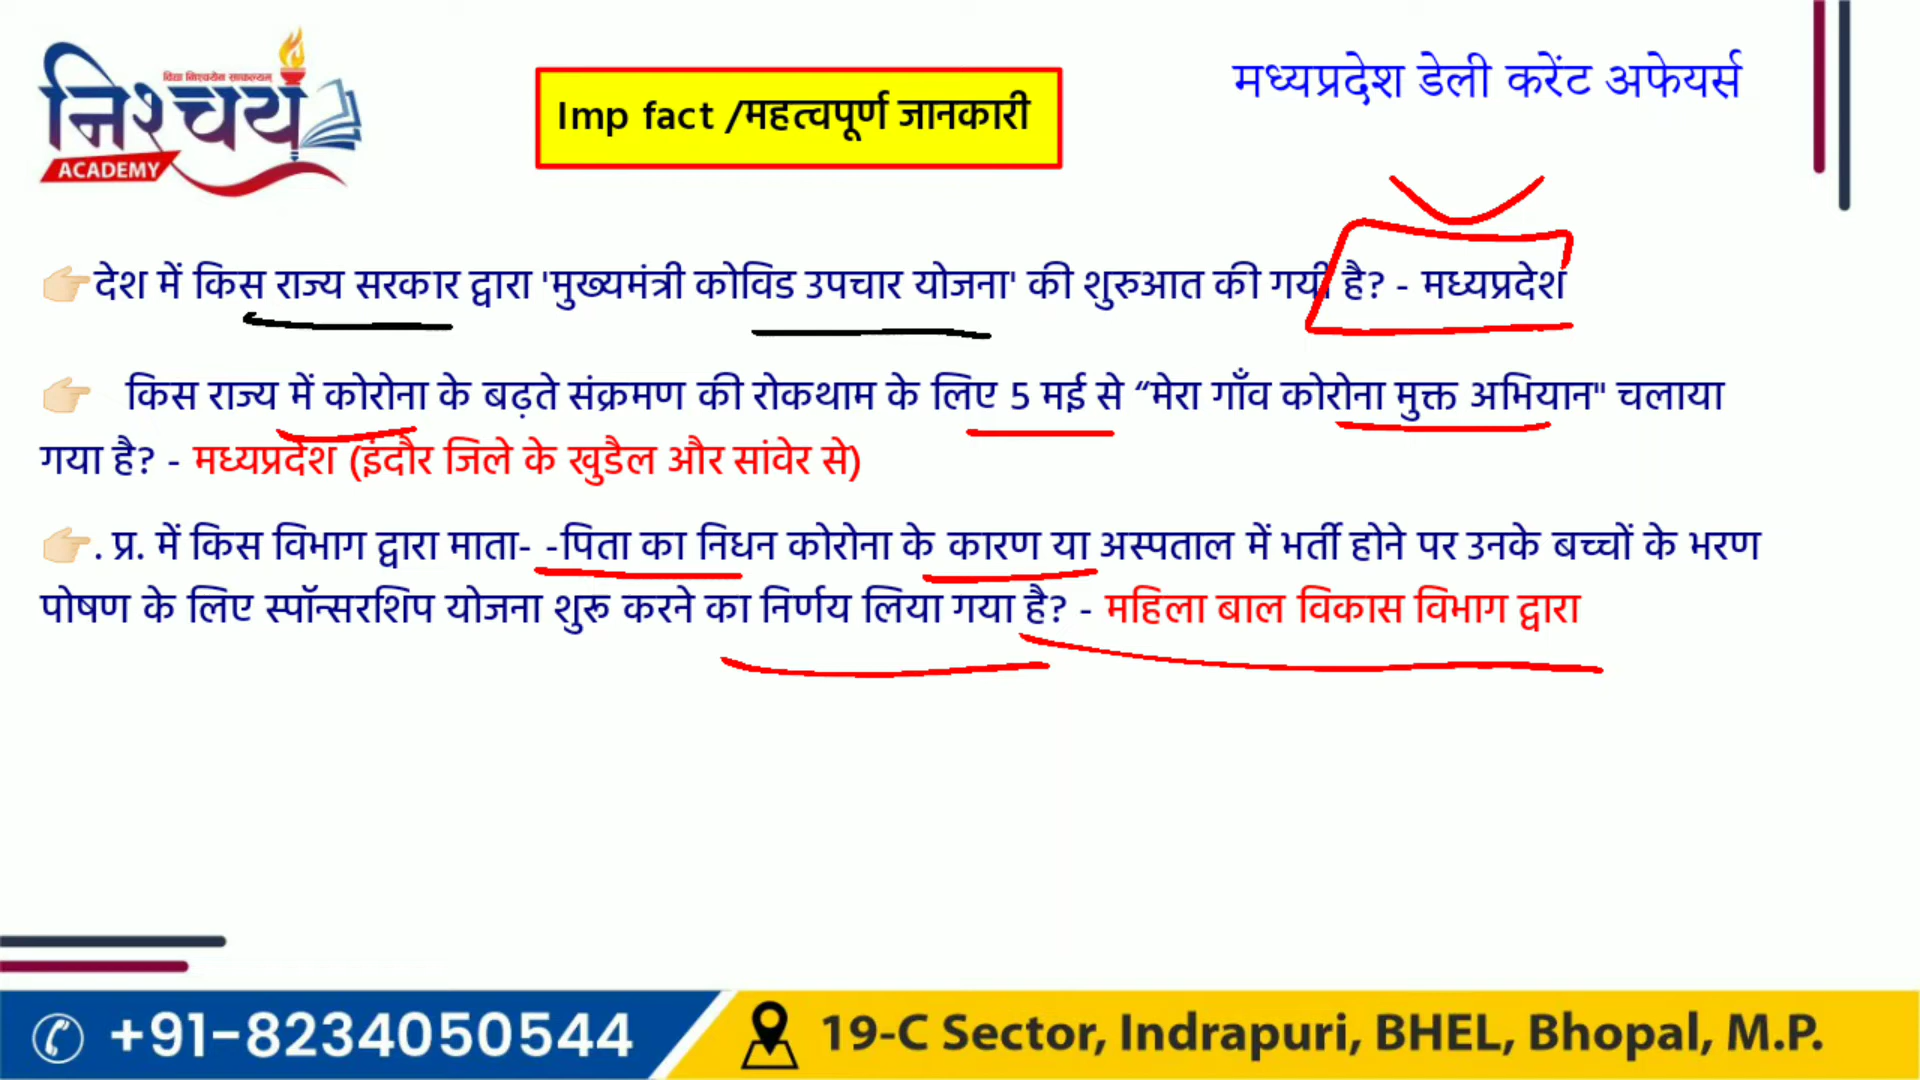 विद्या निश्चयेन साफल्यम्
निश्चय
ACADEMY
Imp fact /महत्वपूर्ण जानकारी
मध्यप्रदेश डेली करेंट अफेयर्स
👉🏻देश में किस राज्य सरकार द्वारा 'मुख्यमंत्री कोविड उपचार योजना' की शुरुआत की गयी है? - मध्यप्रदेश
👉🏻 किस राज्य में कोरोना के बढ़ते संक्रमण की रोकथाम के लिए 5 मई से “मेरा गाँव कोरोना मुक्त अभियान" चलाया
गया है? - मध्यप्रदेश (इंदौर जिले के खुडैल और सांवेर से)
👉🏻. प्र. में किस विभाग द्वारा माता- -पिता का निधन कोरोना के कारण या अस्पताल में भर्ती होने पर उनके बच्चों के भरण
पोषण के लिए स्पॉन्सरशिप योजना शुरू करने का निर्णय लिया गया है? - महिला बाल विकास विभाग द्वारा
+91-8234050544
19-C Sector, Indrapuri, BHEL, Bhopal, M.P.